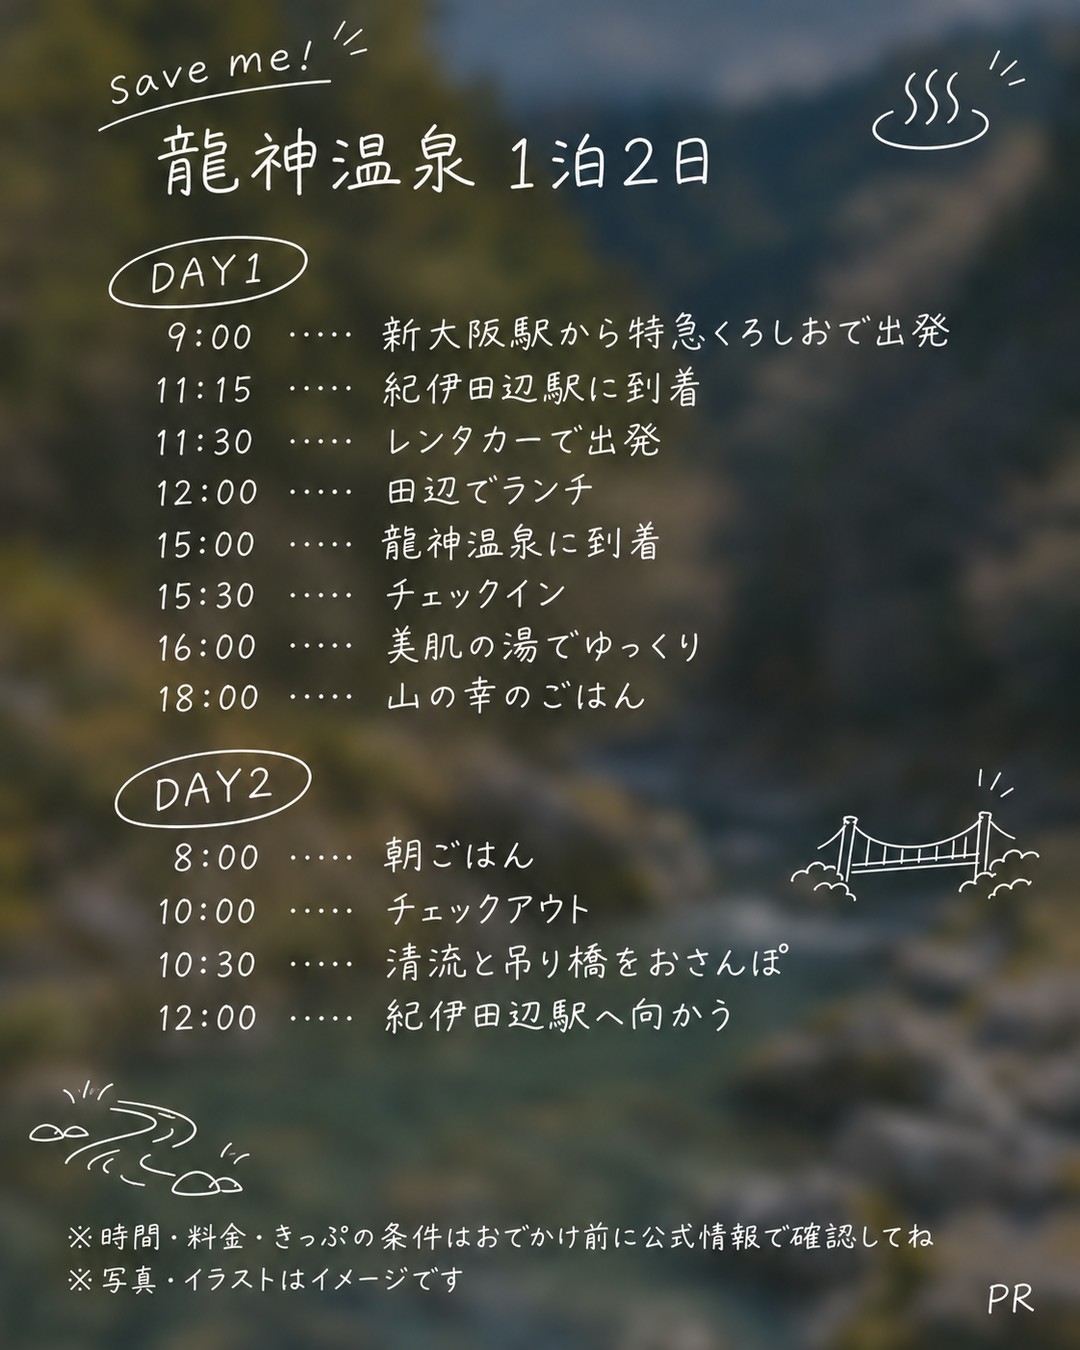 save me!
龍神温泉 1泊2日
DAY1
9:00 ····· 新大阪駅から特急くろしおで出発
11:15 ····· 紀伊田辺駅に到着
11:30 ····· レンタカーで出発
12:00 ····· 田辺でランチ
15:00 ····· 龍神温泉に到着
15:30 ····· チェックイン
16:00 ····· 美肌の湯でゆっくり
18:00 ····· 山の幸のごはん
DAY2
8:00 ····· 朝ごはん
10:00 ····· チェックアウト
10:30 ····· 清流と吊り橋をおさんぽ
12:00 ····· 紀伊田辺駅へ向かう
※時間・料金・きっぷの条件はおでかけ前に公式情報で確認してね
※写真・イラストはイメージです
PR